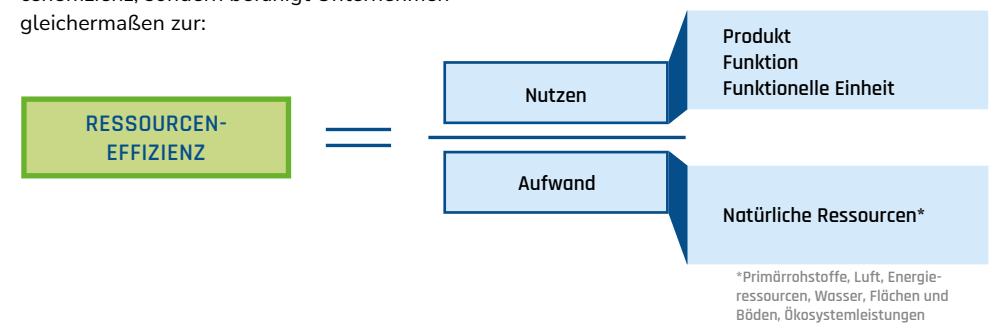 gleichermaßen zur:
RESSOURCEN-
EFFIZIENZ
=
Nutzen
Aufwand
Produkt
Funktion
Funktionelle Einheit
Natürliche Ressourcen*
*Primärrohstoffe, Luft, Energie-
ressourcen, Wasser, Flächen und
Böden, Ökosystemleistungen